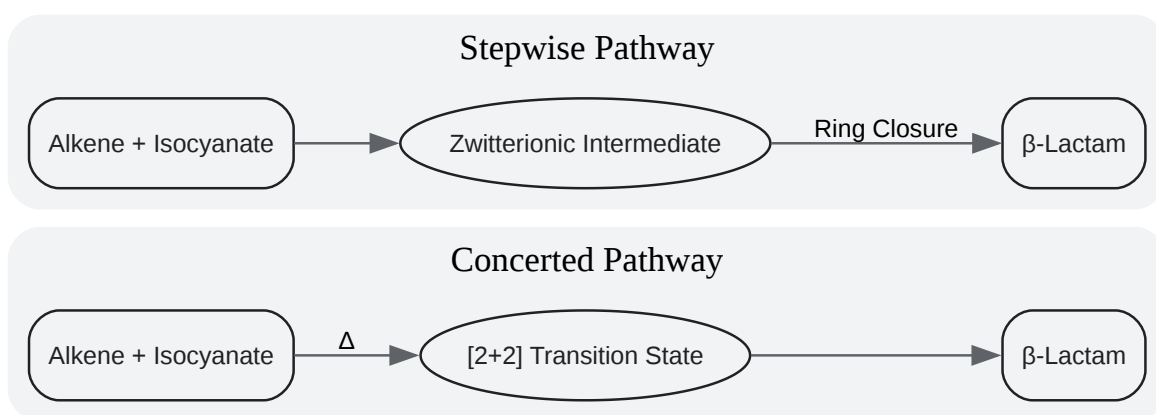 Stepwise Pathway
Alkene + Isocyanate
Zwitterionic Intermediate
Ring Closure
β-Lactam
Concerted Pathway
Alkene + Isocyanate
Δ
[2+2] Transition State
β-Lactam